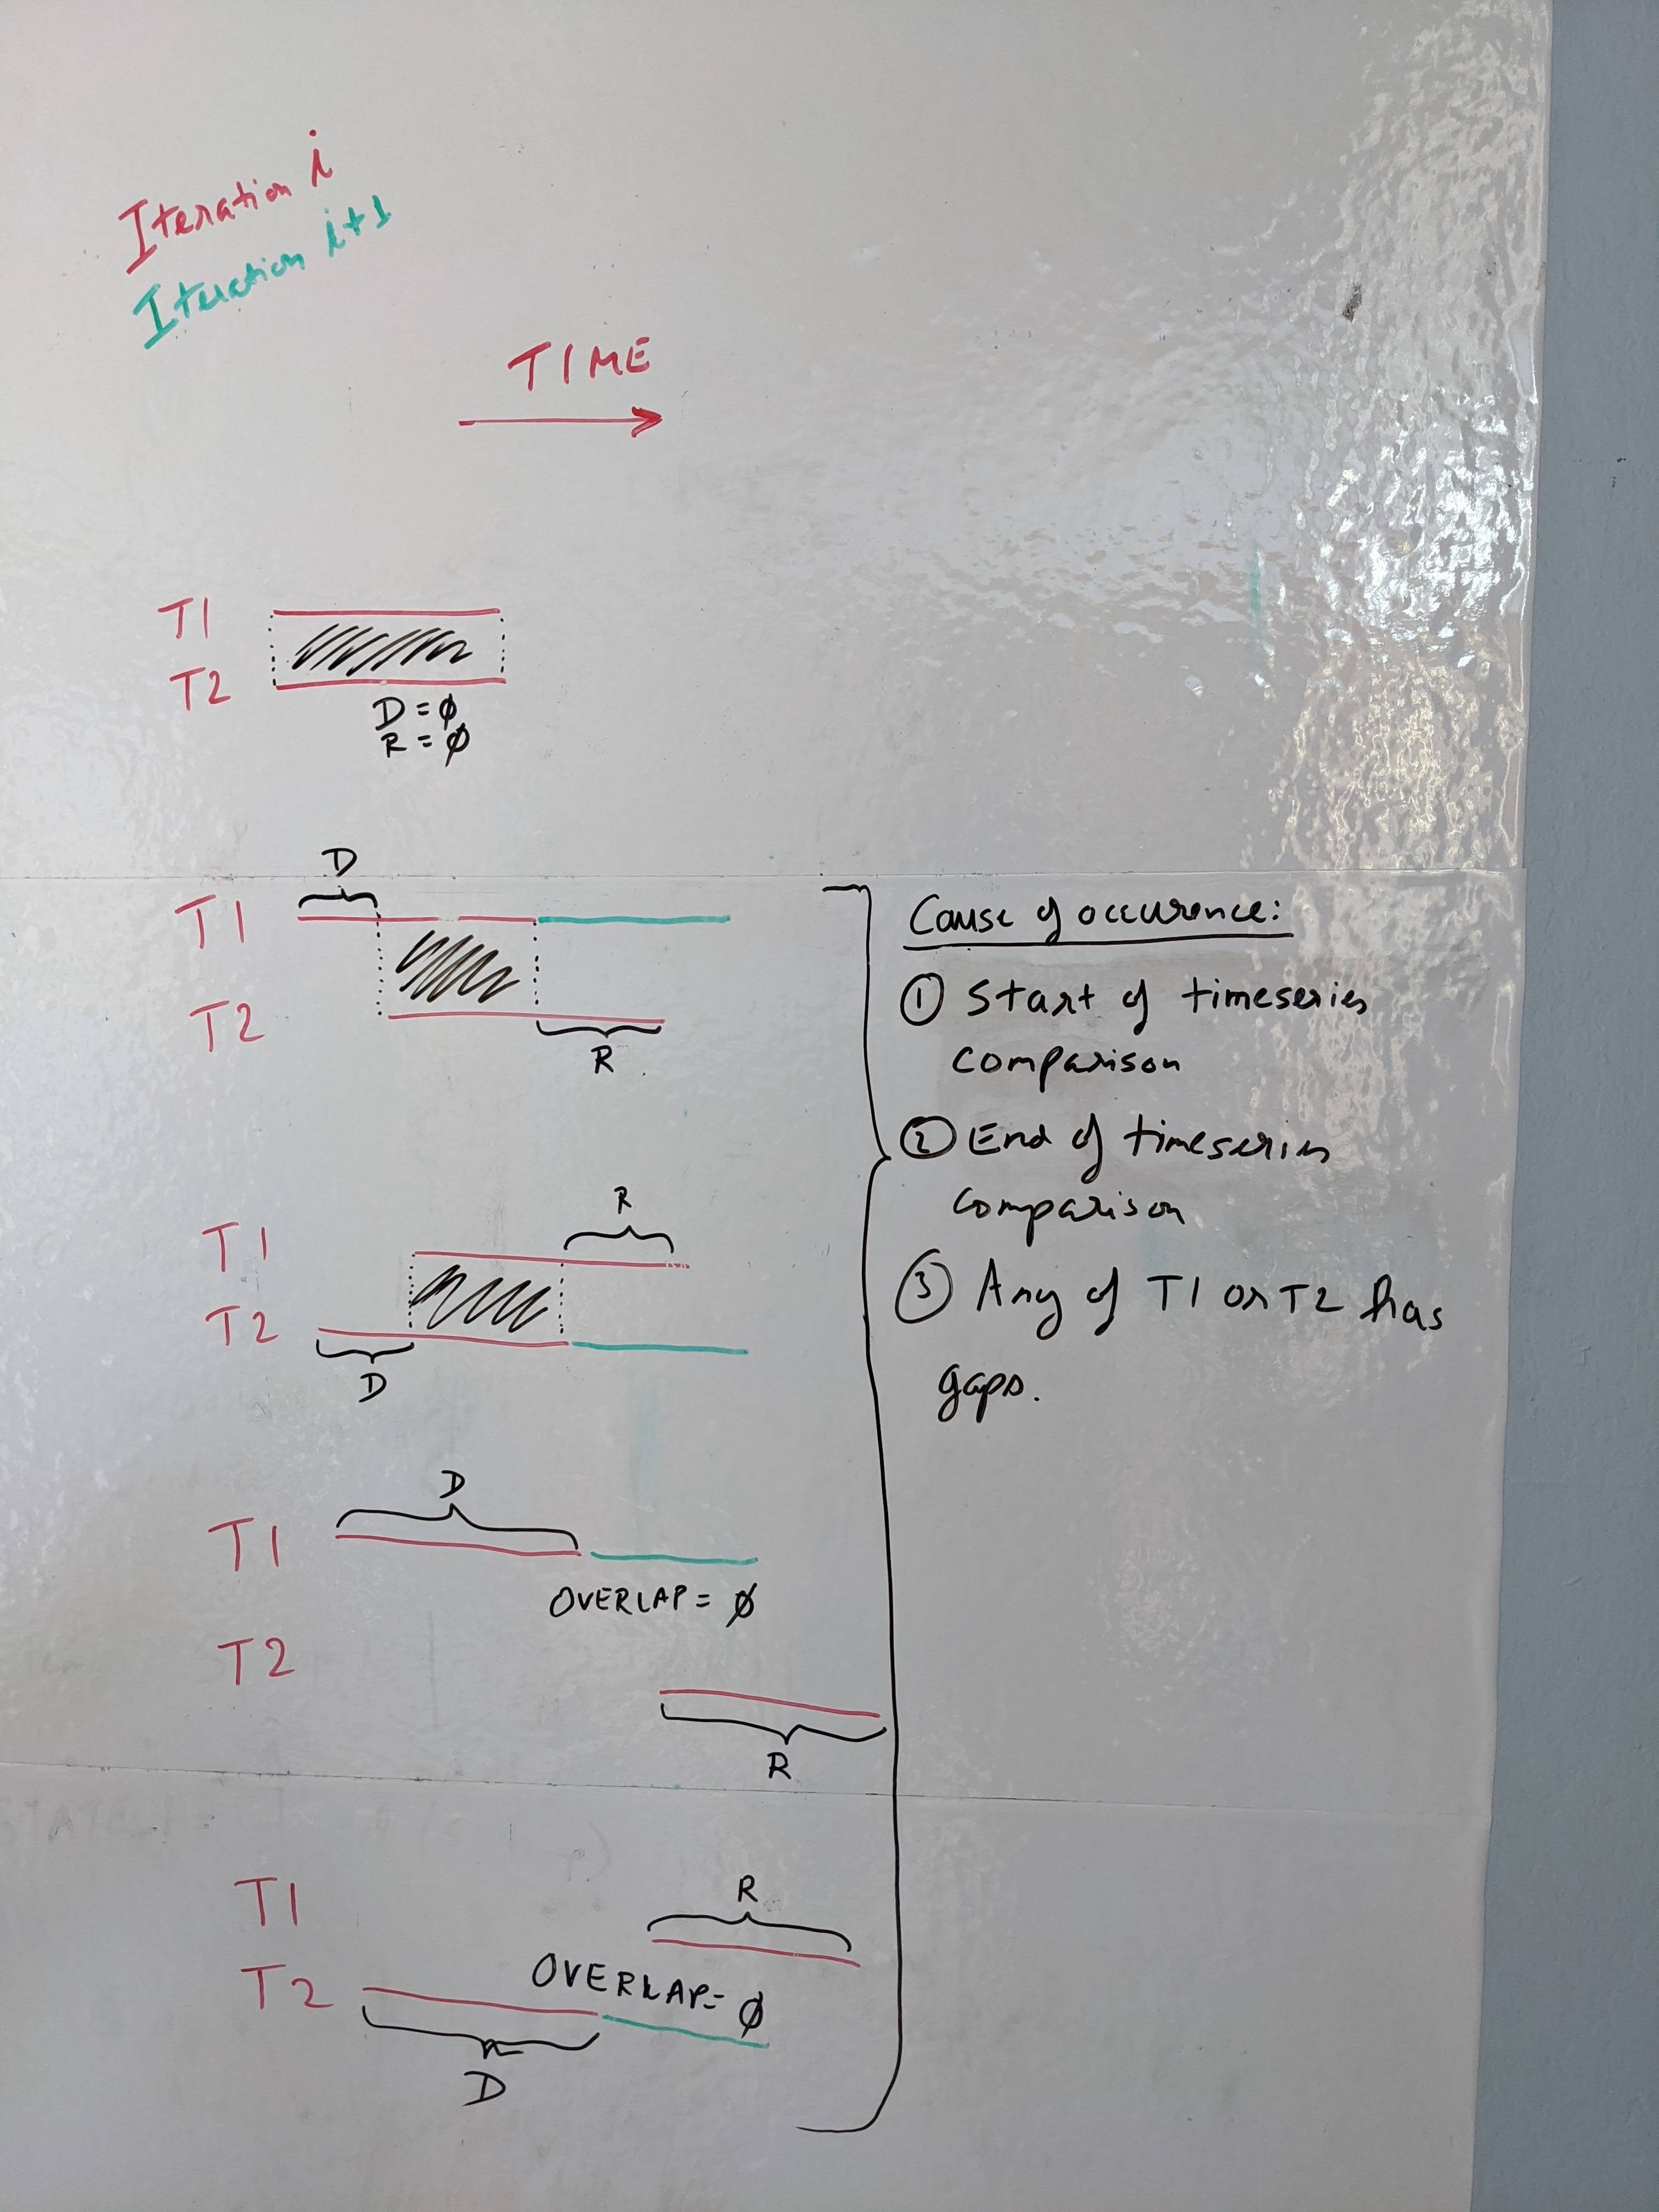 Iteration i
Iteration i+1
TIME
T1
T2
D = ∅
R = ∅
D
T1
T2
R
R
T1
T2
D
D
T1
OVERLAP = ∅
T2
R
R
T1
OVERLAP = ∅
T2
D
Cause of occurence:
① Start of timeseries
comparison
② End of timeseries
comparison
③ Any of T1 or T2 has
gaps.